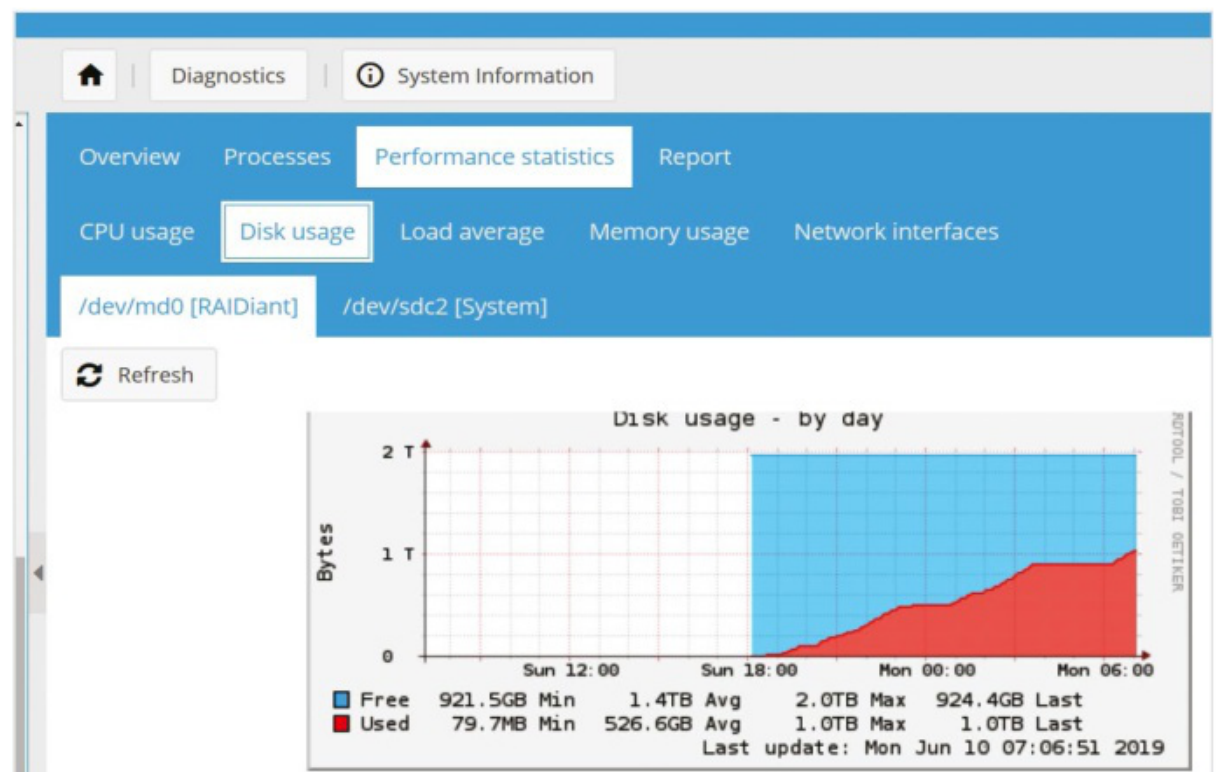 Diagnostics System Information
Overview Processes Performance statistics Report
CPU usage Disk usage Load average Memory usage Network interfaces
/dev/md0 [RAIDiant] /dev/sdc2 [System]
Refresh
Disk usage - by day
2 T
1 T
0
Bytes
Sun 12:00 Sun 18:00 Mon 00:00 Mon 06:00
Free 921.5GB Min 1.4TB Avg 2.0TB Max 924.4GB Last
Used 79.7MB Min 526.6GB Avg 1.0TB Max 1.0TB Last
Last update: Mon Jun 10 07:06:51 2019
/ TOBI OETIKER